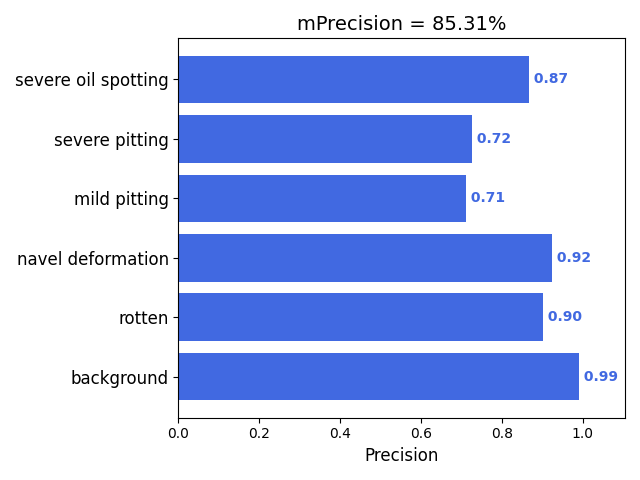 mPrecision = 85.31%
severe oil spotting 0.87
severe pitting 0.72
mild pitting 0.71
navel deformation 0.92
rotten 0.90
background 0.99
0.0 0.2 0.4 0.6 0.8 1.0
Precision